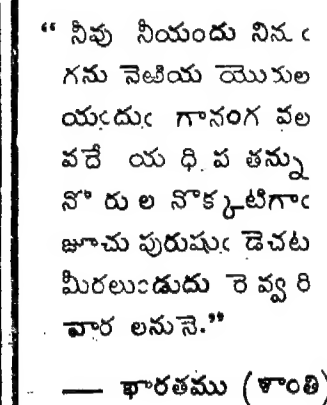 “ నీవు నీయందు నినుఁ
గను నెఱియ యొరుల
యఁదుఁ గానంగ వల
వదే య ధి ప తన్ను
నొ రు ల నొక్కటిగాఁ
జూచు పురుషుఁ డెచట
మీరలుండుదు రె వ్వ రి
వార లనునె.”
— భారతము (శాంతి)